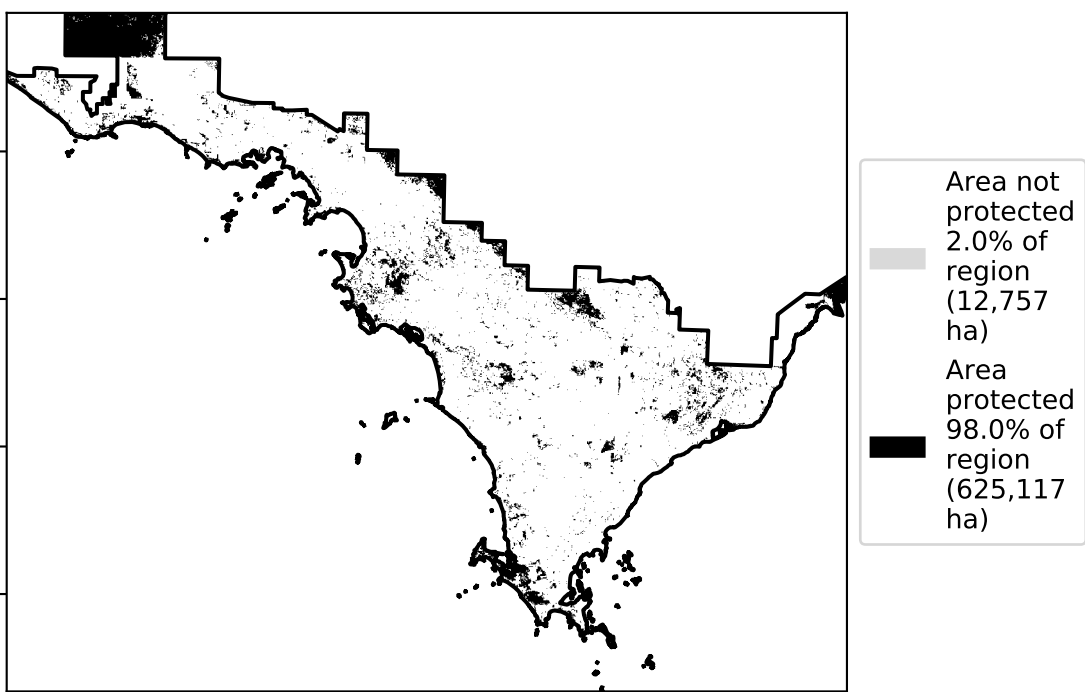 Area not
protected
2.0% of
region
(12,757
ha)
Area
protected
98.0% of
region
(625,117
ha)